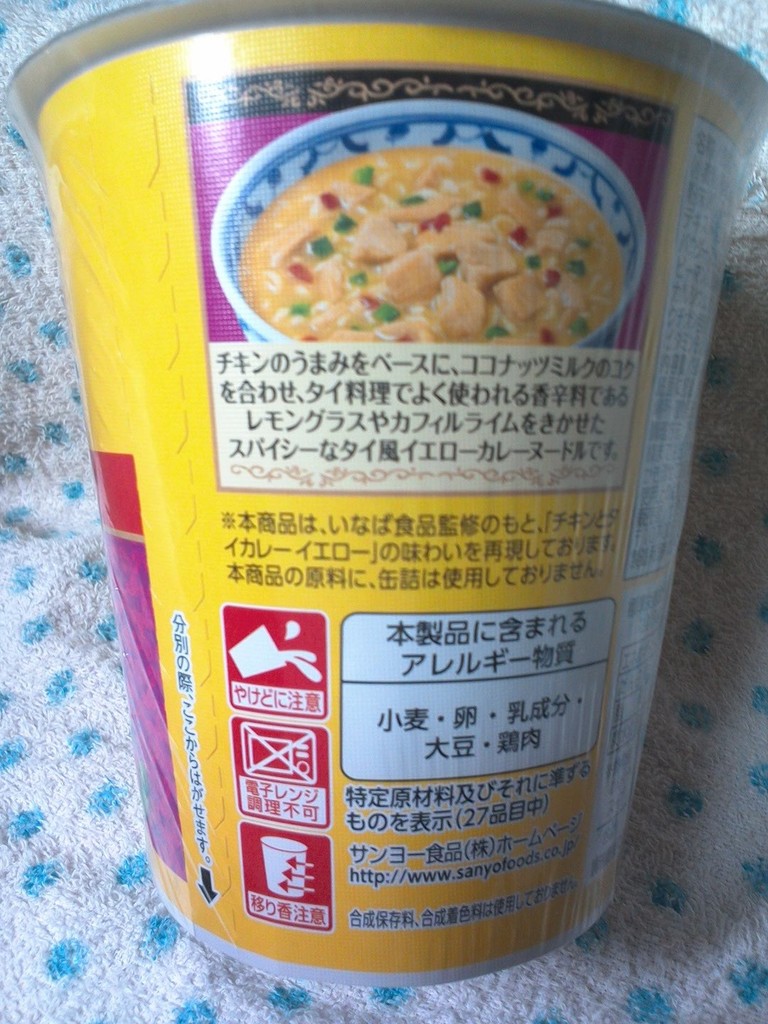 チキンのうまみをベースに、ココナッツミルクのコク
を合わせ、タイ料理でよく使われる香辛料である
レモングラスやカフィルライムをきかせた
スパイシーなタイ風イエローカレーヌードルです。
※本商品は、いなば食品監修のもと、「チキンとタ
イカレーイエロー」の味わいを再現しております。
本商品の原料に、缶詰は使用しておりません。
分別の際、ここからはがせます。
やけどに注意
電子レンジ
調理不可
移り香注意
本製品に含まれる
アレルギー物質
小麦・卵・乳成分・
大豆・鶏肉
特定原材料及びそれに準ずる
ものを表示(27品目中)
サンヨー食品(株)ホームページ
http://www.sanyofoods.co.jp/
合成保存料、合成着色料は使用しておりません。